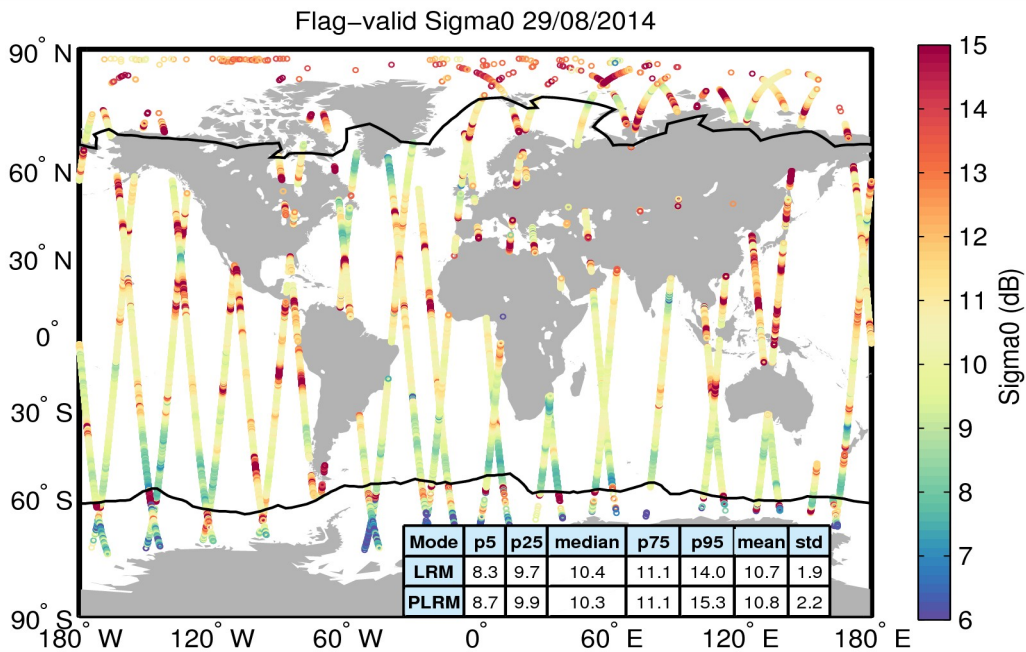 Flag−valid Sigma0 29/08/2014
90° N
60° N
30° N
0°
30° S
60° S
90° S
180° W
120° W
60° W
0°
60° E
120° E
180° E
15
14
13
12
11
10
9
8
7
6
Sigma0 (dB)
Mode p5 p25 median p75 p95 mean std
LRM 8.3 9.7 10.4 11.1 14.0 10.7 1.9
PLRM 8.7 9.9 10.3 11.1 15.3 10.8 2.2